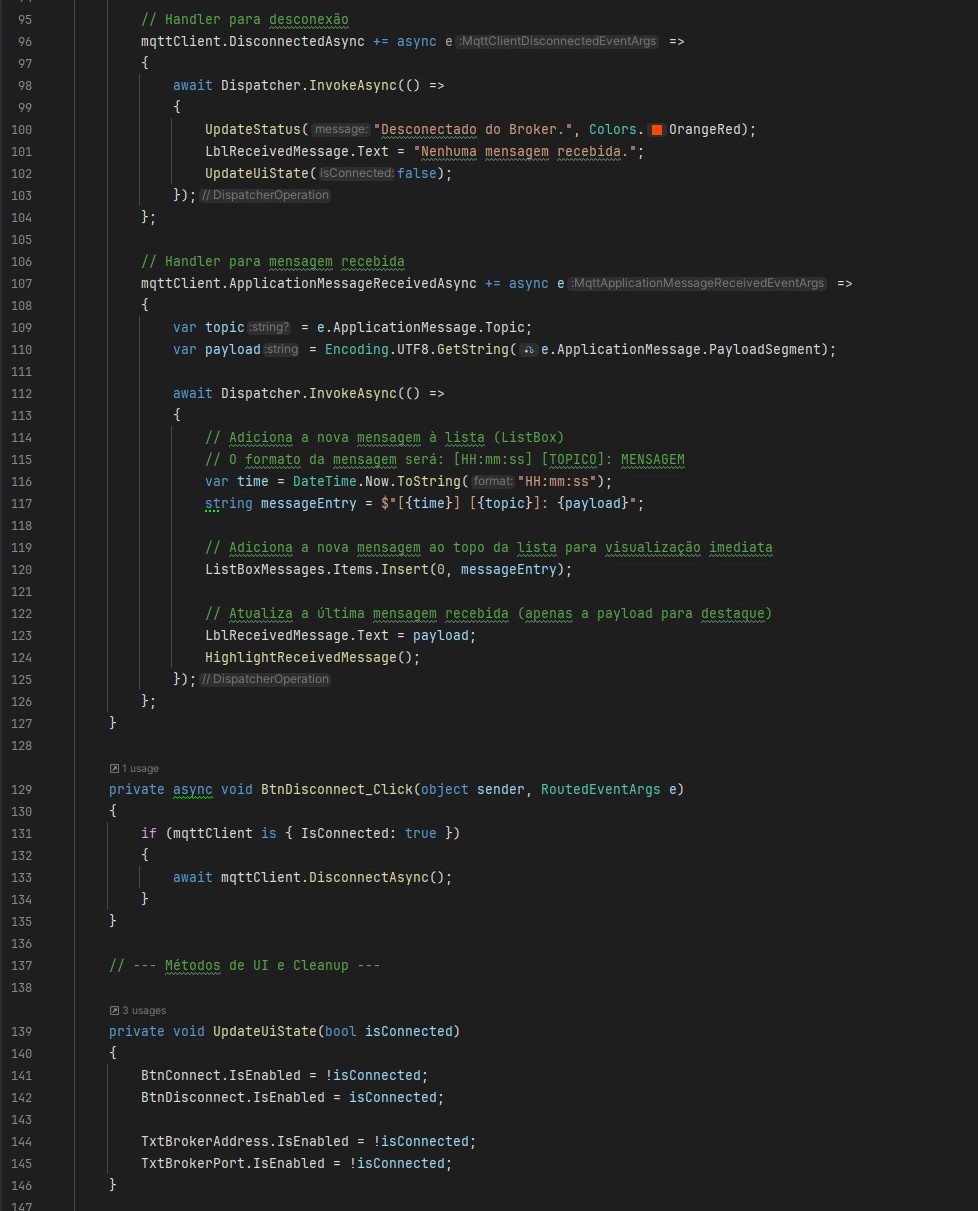 95 // Handler para desconexão
96 mqttClient.DisconnectedAsync += async e :MqttClientDisconnectedEventArgs =>
97 {
98 await Dispatcher.InvokeAsync(() =>
99 {
100 UpdateStatus( message: "Desconectado do Broker.", Colors. OrangeRed);
101 LblReceivedMessage.Text = "Nenhuma mensagem recebida.";
102 UpdateUiState( isConnected: false);
103 }); // DispatcherOperation
104 };
105
106 // Handler para mensagem recebida
107 mqttClient.ApplicationMessageReceivedAsync += async e :MqttApplicationMessageReceivedEventArgs =>
108 {
109 var topic :string? = e.ApplicationMessage.Topic;
110 var payload :string = Encoding.UTF8.GetString( e.ApplicationMessage.PayloadSegment);
111
112 await Dispatcher.InvokeAsync(() =>
113 {
114 // Adiciona a nova mensagem à lista (ListBox)
115 // O formato da mensagem será: [HH:mm:ss] [TOPICO]: MENSAGEM
116 var time = DateTime.Now.ToString( format: "HH:mm:ss");
117 string messageEntry = $"[{time}] [{topic}]: {payload}";
118
119 // Adiciona a nova mensagem ao topo da lista para visualização imediata
120 ListBoxMessages.Items.Insert(0, messageEntry);
121
122 // Atualiza a última mensagem recebida (apenas a payload para destaque)
123 LblReceivedMessage.Text = payload;
124 HighlightReceivedMessage();
125 }); // DispatcherOperation
126 };
127 }
128
1 usage
129 private async void BtnDisconnect_Click(object sender, RoutedEventArgs e)
130 {
131 if (mqttClient is { IsConnected: true })
132 {
133 await mqttClient.DisconnectAsync();
134 }
135 }
136
137 // --- Métodos de UI e Cleanup ---
138
3 usages
139 private void UpdateUiState(bool isConnected)
140 {
141 BtnConnect.IsEnabled = !isConnected;
142 BtnDisconnect.IsEnabled = isConnected;
143
144 TxtBrokerAddress.IsEnabled = !isConnected;
145 TxtBrokerPort.IsEnabled = !isConnected;
146 }
147